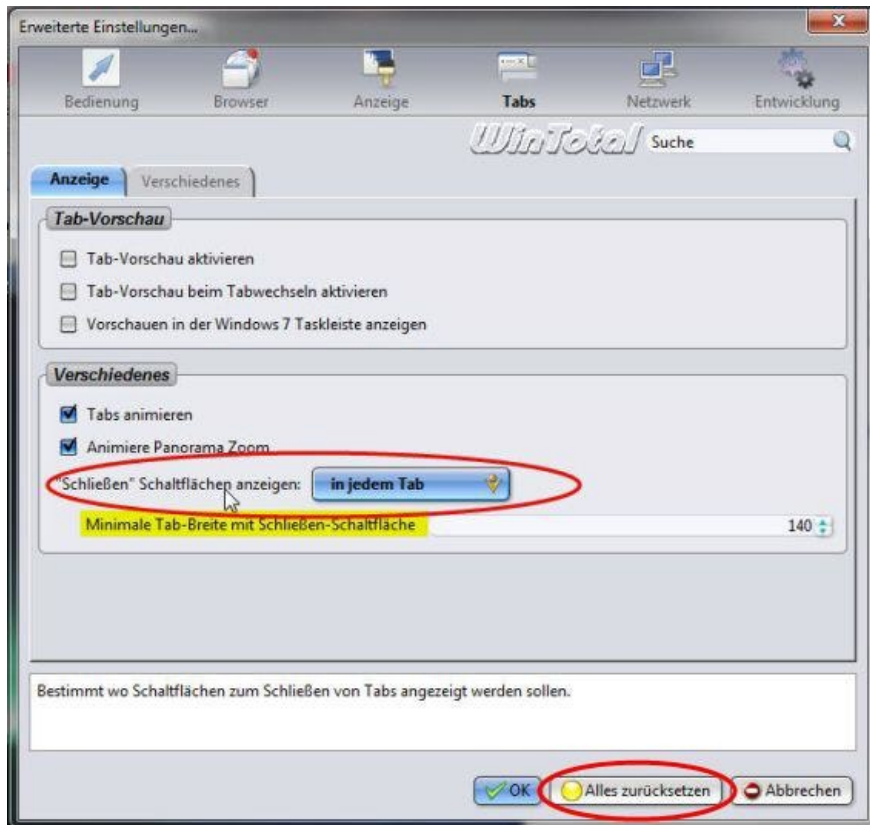 Erweiterte Einstellungen...
Bedienung Browser Anzeige Tabs Netzwerk Entwicklung
WinTotal Suche
Anzeige Verschiedenes
Tab-Vorschau
Tab-Vorschau aktivieren
Tab-Vorschau beim Tabwechseln aktivieren
Vorschauen in der Windows 7 Taskleiste anzeigen
Verschiedenes
Tabs animieren
Animiere Panorama Zoom
"Schließen" Schaltflächen anzeigen: in jedem Tab
Minimale Tab-Breite mit Schließen-Schaltfläche 140
Bestimmt wo Schaltflächen zum Schließen von Tabs angezeigt werden sollen.
OK Alles zurücksetzen Abbrechen